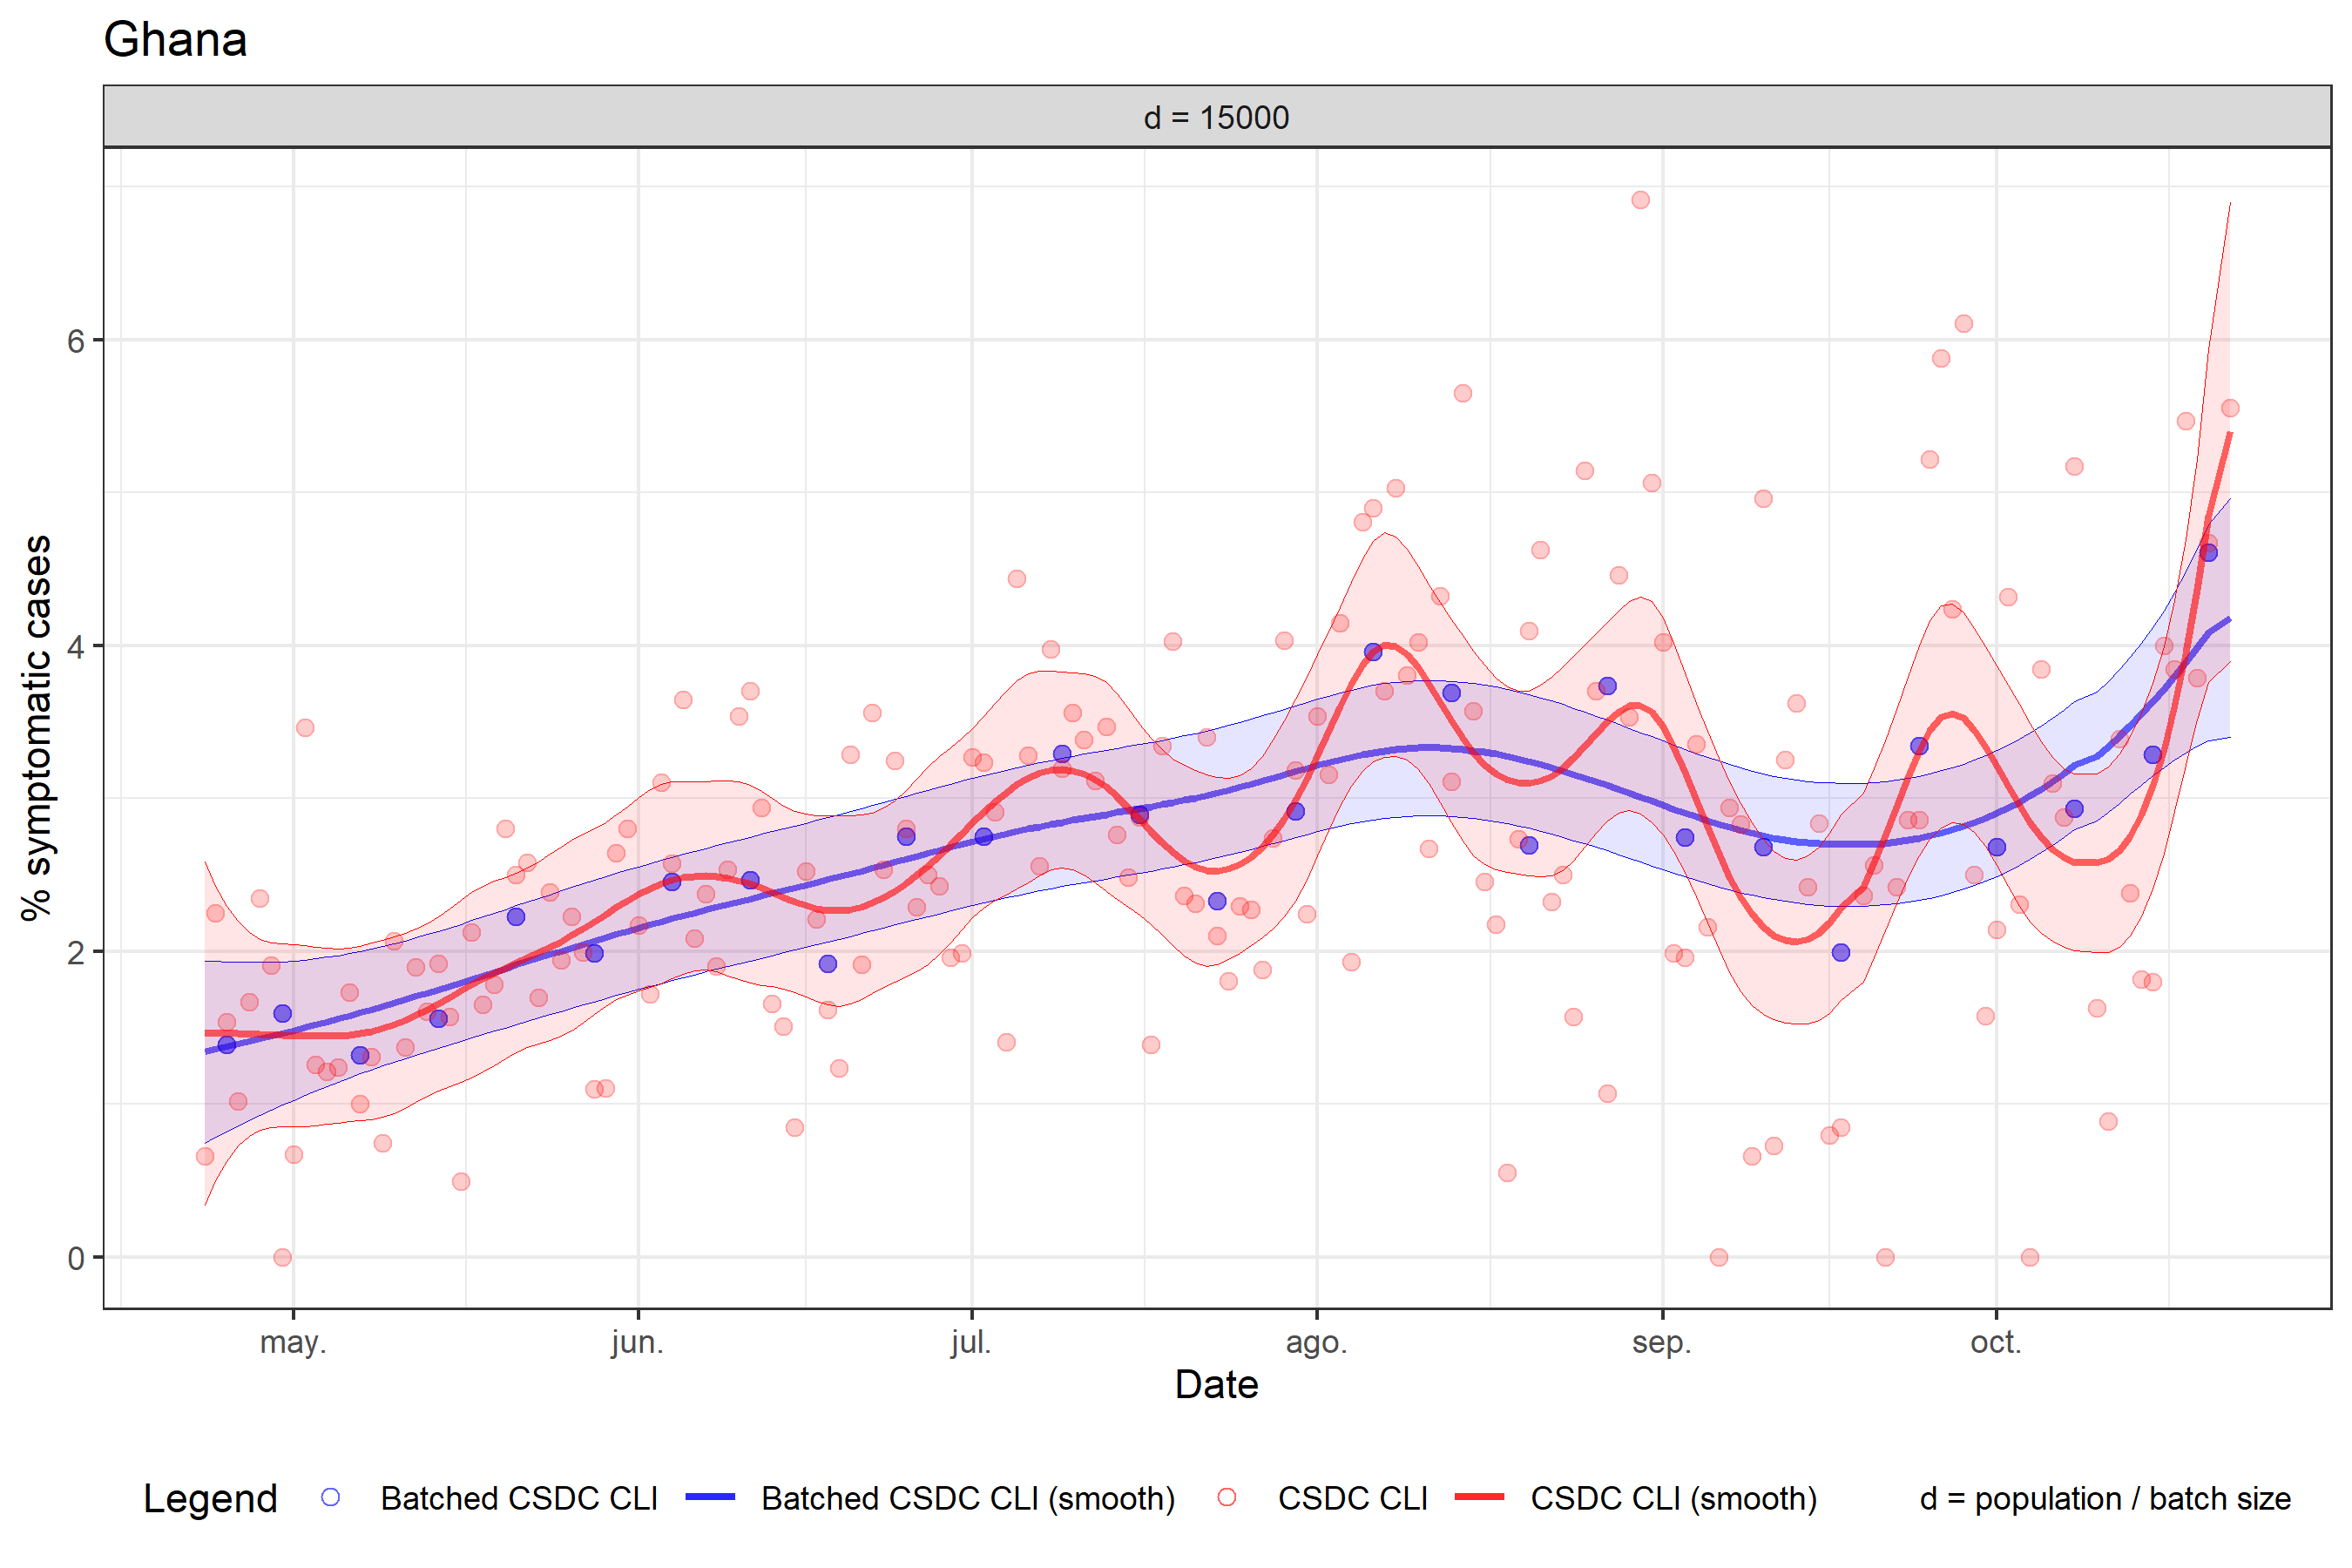 Ghana
d = 15000
% symptomatic cases
6
4
2
0
may. jun. jul. ago. sep. oct.
Date
Legend Batched CSDC CLI Batched CSDC CLI (smooth) CSDC CLI CSDC CLI (smooth) d = population / batch size